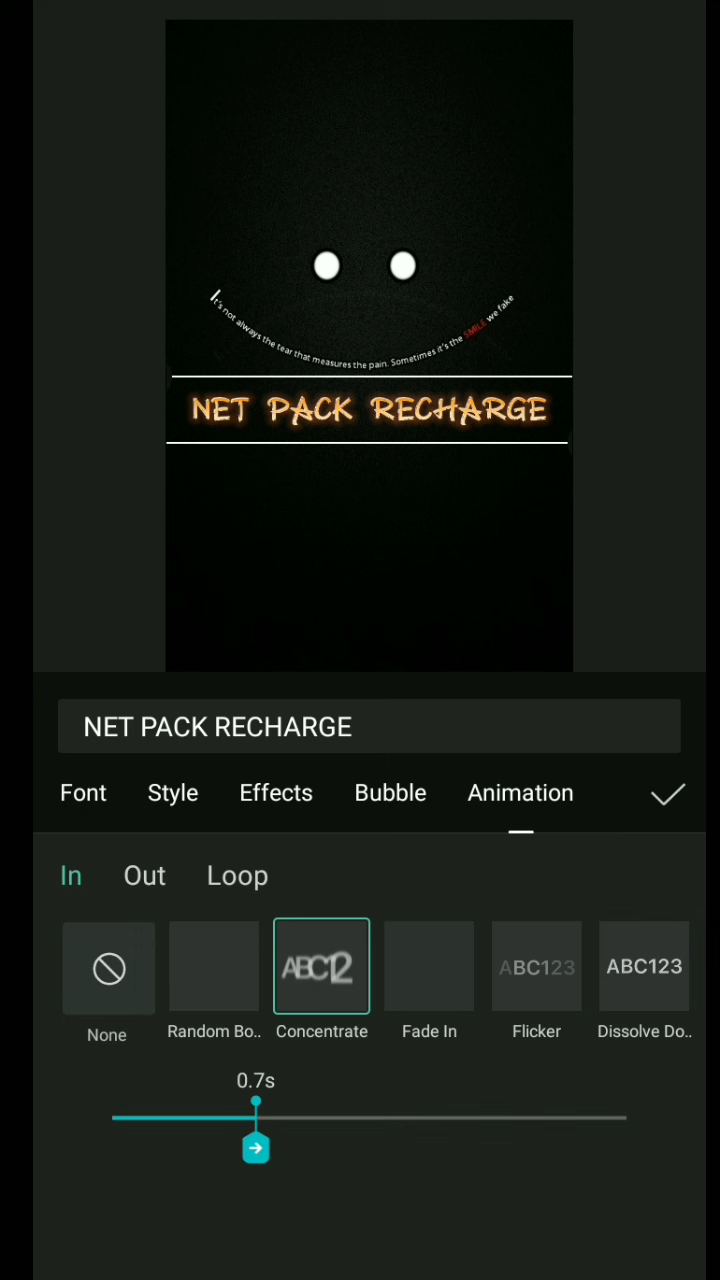 It's not always the tear that measures the pain. Sometimes it's the SMILE we fake
NET PACK RECHARGE
NET PACK RECHARGE
Font Style Effects Bubble Animation
In Out Loop
ABC12 ABC123 ABC123
None Random Bo.. Concentrate Fade In Flicker Dissolve Do..
0.7s